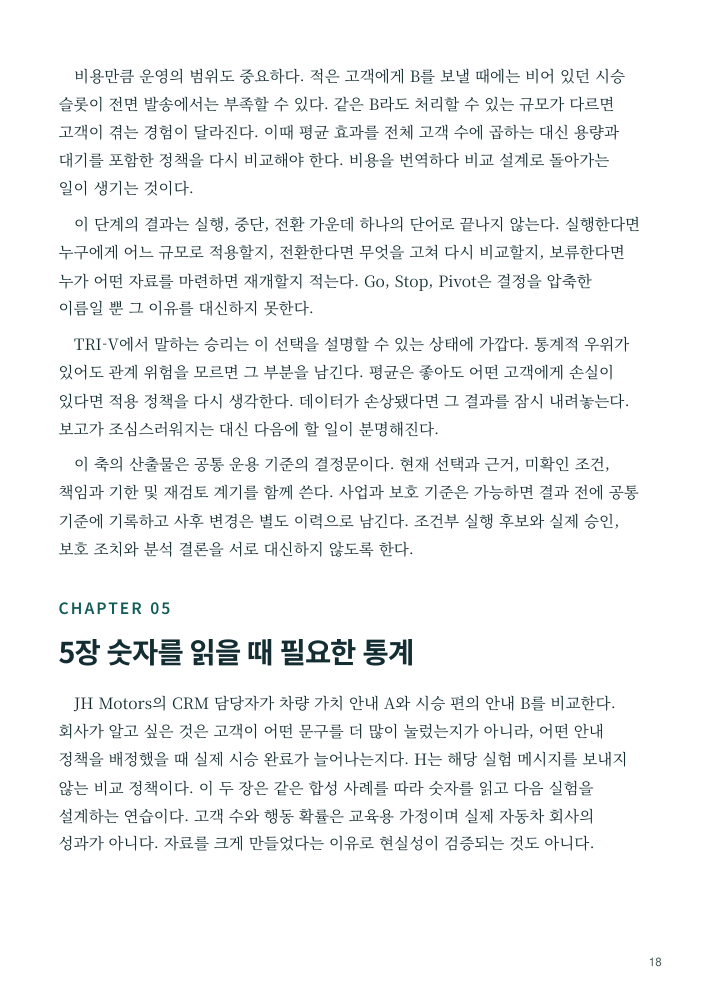 비용만큼 운영의 범위도 중요하다. 적은 고객에게 B를 보낼 때에는 비어 있던 시승
슬롯이 전면 발송에서는 부족할 수 있다. 같은 B라도 처리할 수 있는 규모가 다르면
고객이 겪는 경험이 달라진다. 이때 평균 효과를 전체 고객 수에 곱하는 대신 용량과
대기를 포함한 정책을 다시 비교해야 한다. 비용을 번역하다 비교 설계로 돌아가는
일이 생기는 것이다.
이 단계의 결과는 실행, 중단, 전환 가운데 하나의 단어로 끝나지 않는다. 실행한다면
누구에게 어느 규모로 적용할지, 전환한다면 무엇을 고쳐 다시 비교할지, 보류한다면
누가 어떤 자료를 마련하면 재개할지 적는다. Go, Stop, Pivot은 결정을 압축한
이름일 뿐 그 이유를 대신하지 못한다.
TRI-V에서 말하는 승리는 이 선택을 설명할 수 있는 상태에 가깝다. 통계적 우위가
있어도 관계 위험을 모르면 그 부분을 남긴다. 평균은 좋아도 어떤 고객에게 손실이
있다면 적용 정책을 다시 생각한다. 데이터가 손상됐다면 그 결과를 잠시 내려놓는다.
보고가 조심스러워지는 대신 다음에 할 일이 분명해진다.
이 축의 산출물은 공통 운용 기준의 결정문이다. 현재 선택과 근거, 미확인 조건,
책임과 기한 및 재검토 계기를 함께 쓴다. 사업과 보호 기준은 가능하면 결과 전에 공통
기준에 기록하고 사후 변경은 별도 이력으로 남긴다. 조건부 실행 후보와 실제 승인,
보호 조치와 분석 결론을 서로 대신하지 않도록 한다.
CHAPTER 05
5장 숫자를 읽을 때 필요한 통계
JH Motors의 CRM 담당자가 차량 가치 안내 A와 시승 편의 안내 B를 비교한다.
회사가 알고 싶은 것은 고객이 어떤 문구를 더 많이 눌렀는지가 아니라, 어떤 안내
정책을 배정했을 때 실제 시승 완료가 늘어나는지다. H는 해당 실험 메시지를 보내지
않는 비교 정책이다. 이 두 장은 같은 합성 사례를 따라 숫자를 읽고 다음 실험을
설계하는 연습이다. 고객 수와 행동 확률은 교육용 가정이며 실제 자동차 회사의
성과가 아니다. 자료를 크게 만들었다는 이유로 현실성이 검증되는 것도 아니다.
18